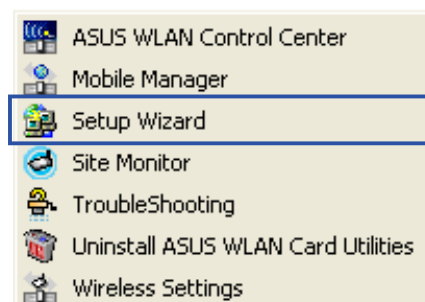 ASUS WLAN Control Center
Mobile Manager
Setup Wizard
Site Monitor
TroubleShooting
Uninstall ASUS WLAN Card Utilities
Wireless Settings